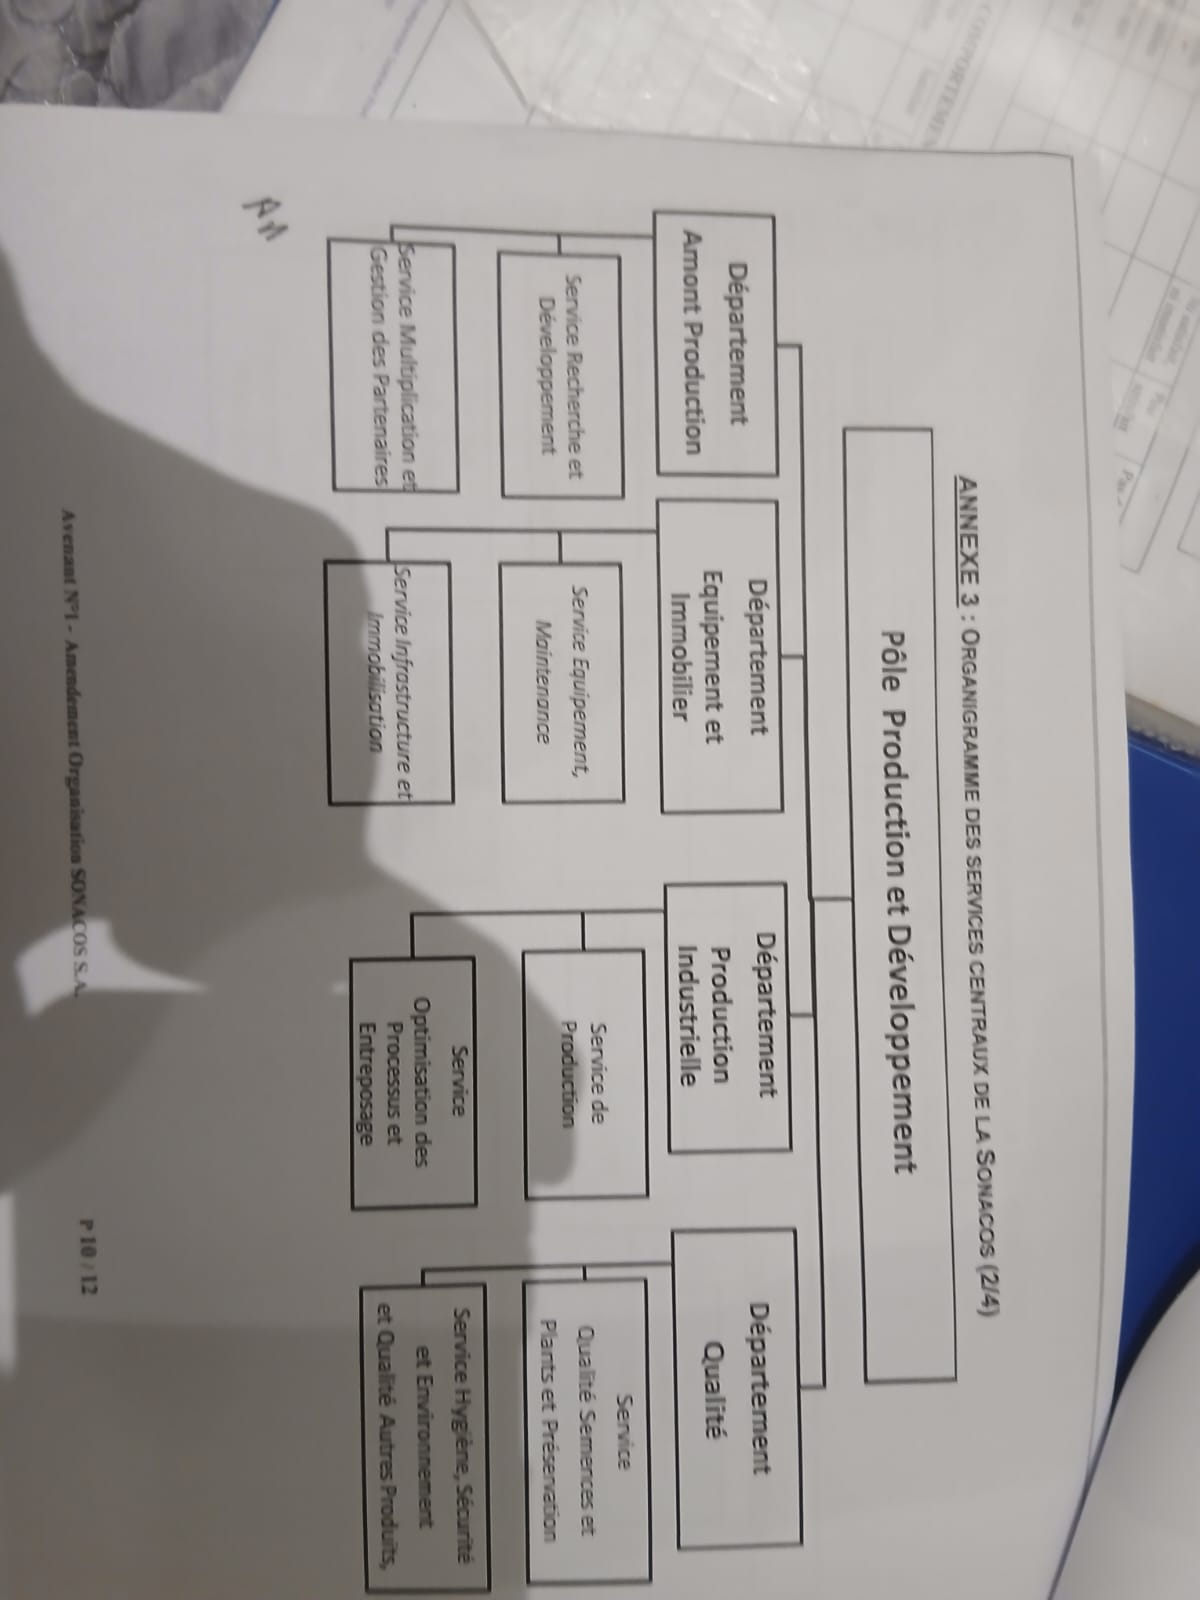 ANNEXE 3 : ORGANIGRAMME DES SERVICES CENTRAUX DE LA SONACOS (2/4)
Pôle Production et Développement
Département
Amont Production
Service Recherche et
Développement
Service Multiplication et
Gestion des Partenaires
Département
Equipement et
Immobilier
Service Equipement,
Maintenance
Service Infrastructure et
Immobilisation
Département
Production
Industrielle
Service de
Production
Service
Optimisation des
Processus et
Entreposage
Département
Qualité
Service
Qualité Semences et
Plants et Préservation
Service Hygiène, Sécurité
et Environnement
et Qualité Autres Produits,
Avenant N°1 - Amendement Organisation SONACOS S.A.
P 10 / 12